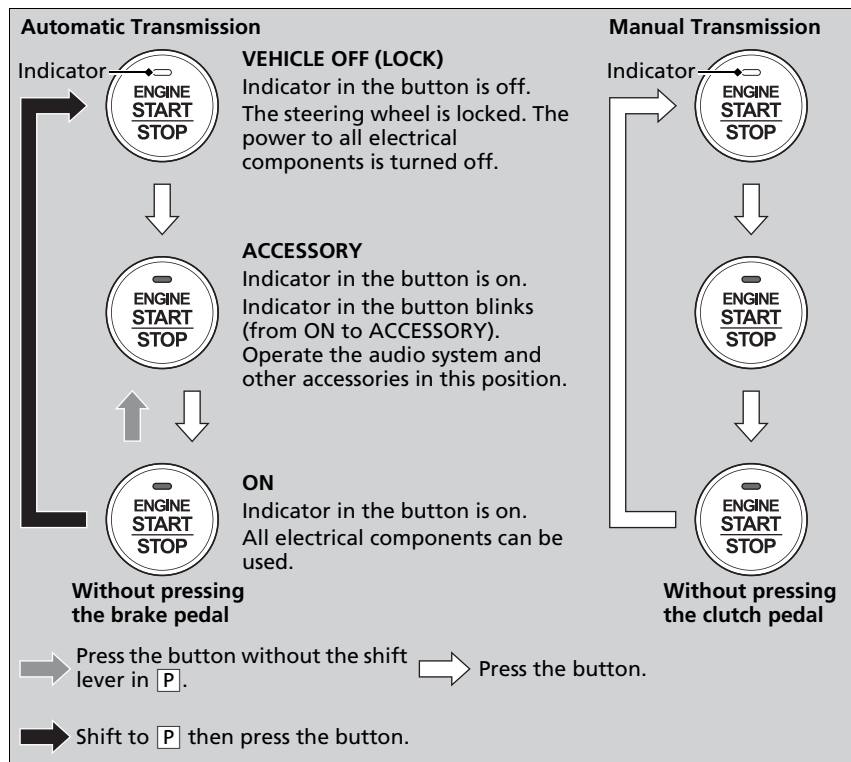 Automatic Transmission
Manual Transmission
Indicator
ENGINE
START
STOP
VEHICLE OFF (LOCK)
Indicator in the button is off.
The steering wheel is locked. The
power to all electrical
components is turned off.
Indicator
ENGINE
START
STOP
ENGINE
START
STOP
ACCESSORY
Indicator in the button is on.
Indicator in the button blinks
(from ON to ACCESSORY).
Operate the audio system and
other accessories in this position.
ENGINE
START
STOP
ENGINE
START
STOP
ON
Indicator in the button is on.
All electrical components can be
used.
ENGINE
START
STOP
Without pressing
the brake pedal
Without pressing
the clutch pedal
Press the button without the shift
lever in P.
Press the button.
Shift to P then press the button.